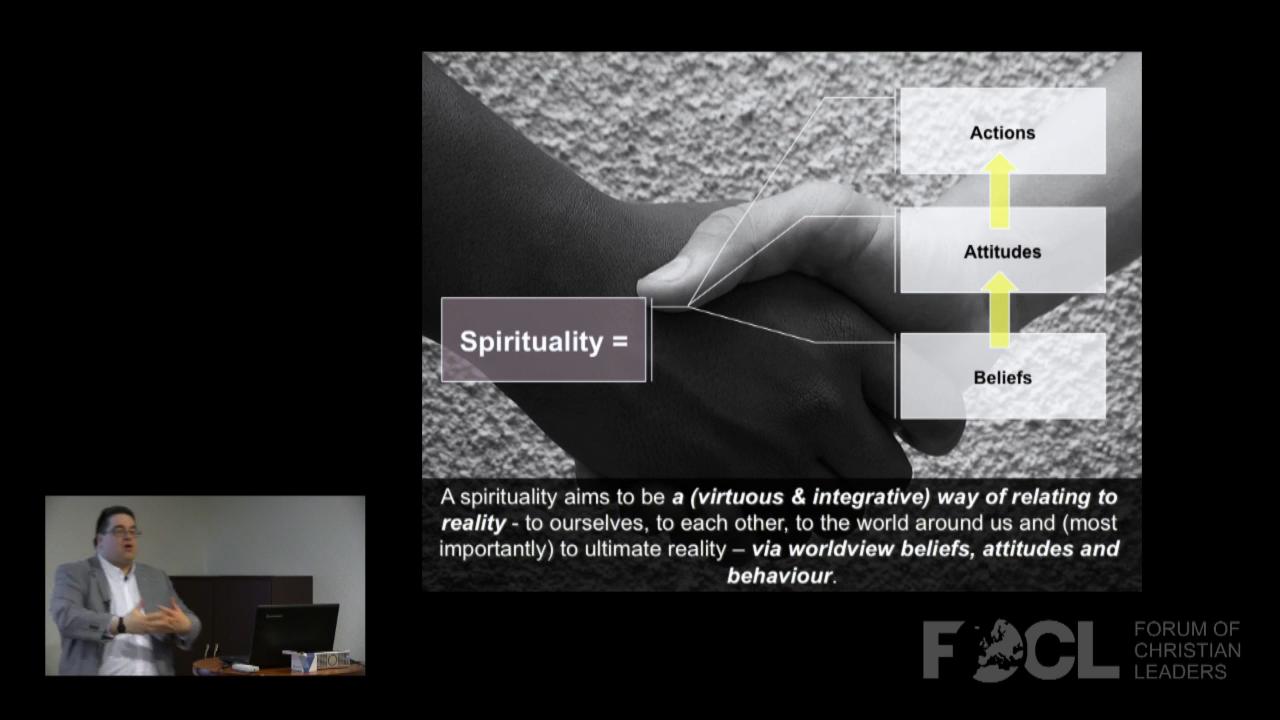 Actions
Attitudes
Spirituality =
Beliefs
A spirituality aims to be a (virtuous & integrative) way of relating to
reality - to ourselves, to each other, to the world around us and (most
importantly) to ultimate reality – via worldview beliefs, attitudes and
behaviour.
FOCL
FORUM OF
CHRISTIAN
LEADERS